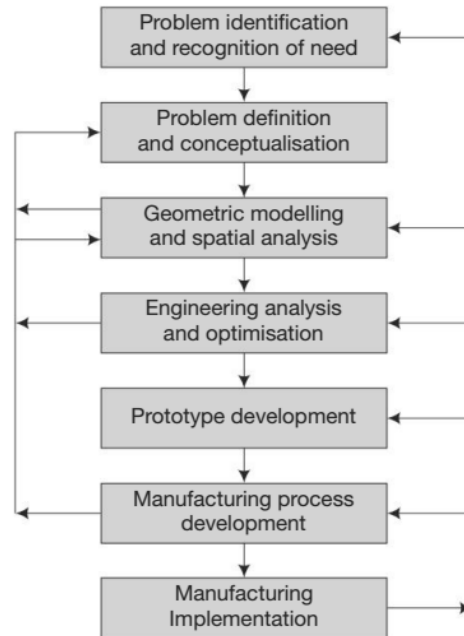 Problem identification
and recognition of need
Problem definition
and conceptualisation
Geometric modelling
and spatial analysis
Engineering analysis
and optimisation
Prototype development
Manufacturing process
development
Manufacturing
Implementation